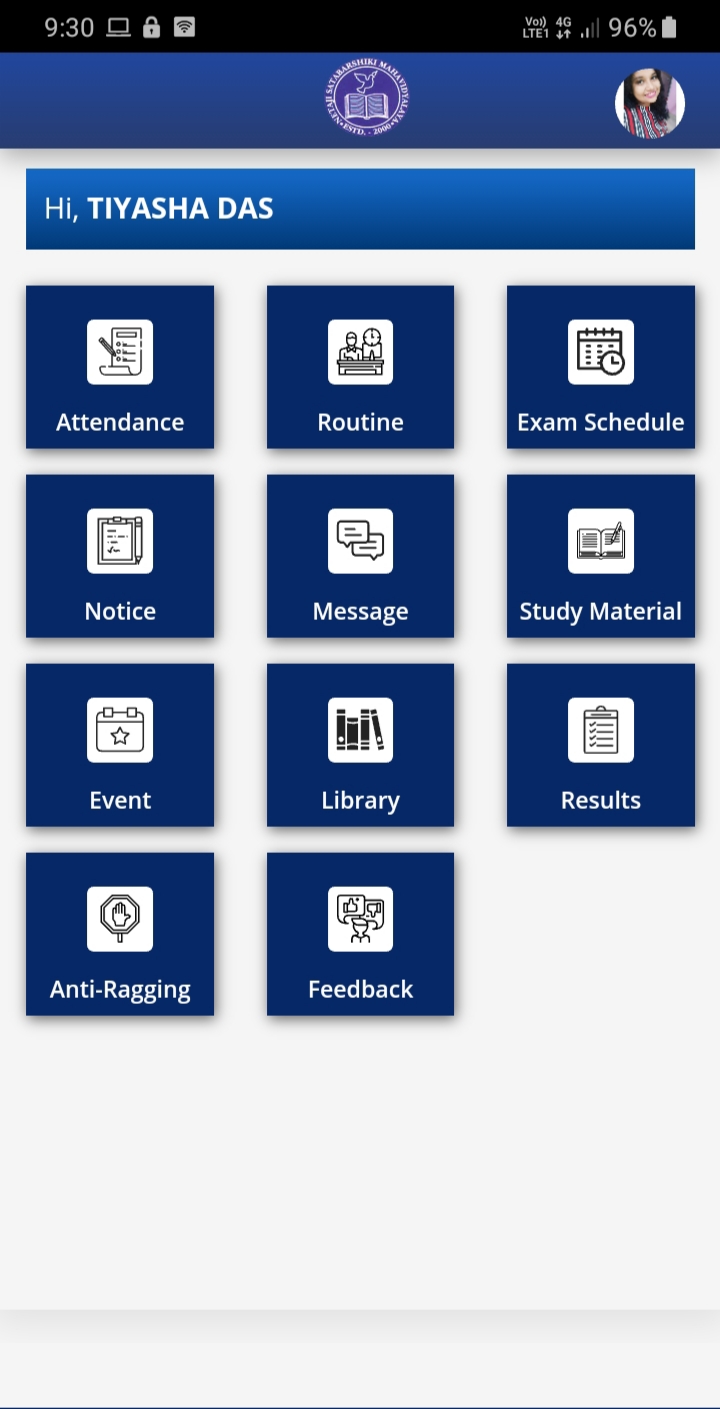 9:30
Vo)) 4G 96%
LTE1
NETAJI SATABARSHIKI MAHAVIDYALAYA
ESTD. - 2000
Hi, TIYASHA DAS
Attendance Routine Exam Schedule
Notice Message Study Material
Event Library Results
Anti-Ragging Feedback